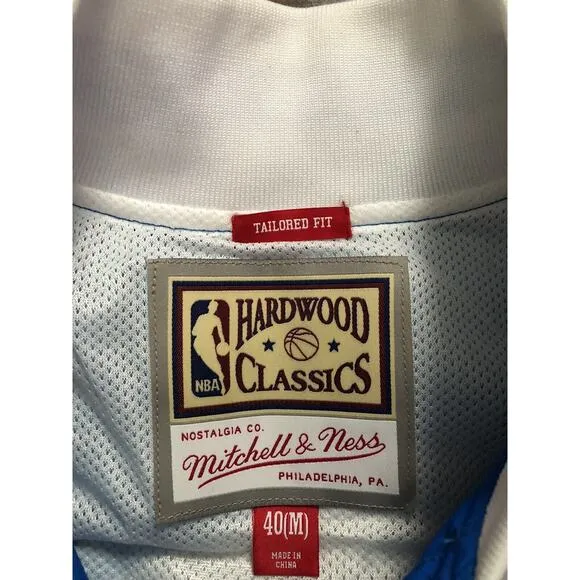 TAILORED FIT
HARDWOOD
NBA
CLASSICS
NOSTALGIA CO.
Mitchell & Ness
PHILADELPHIA, PA.
40(M)
MADE IN
CHINA